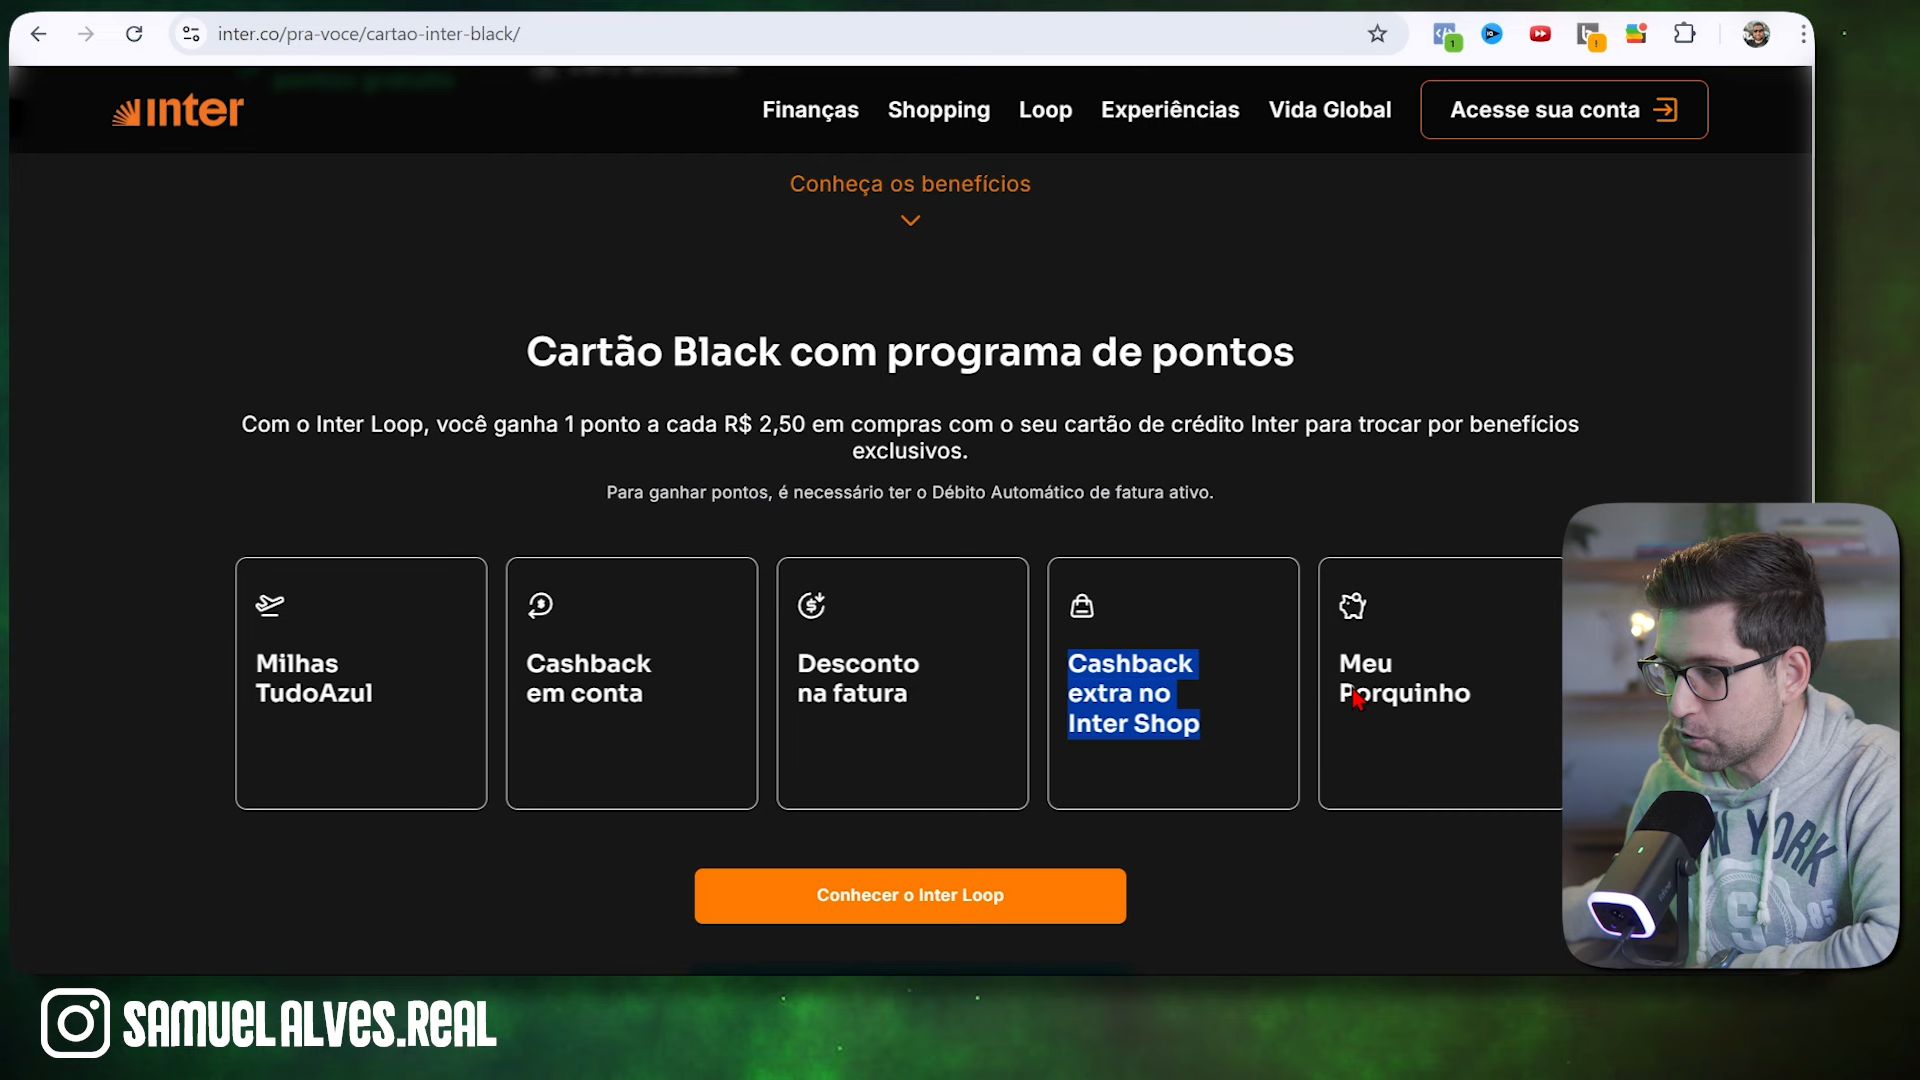 inter.co/pra-voce/cartao-inter-black/
inter
Finanças
Shopping
Loop
Experiências
Vida Global
Acesse sua conta
Conheça os benefícios
Cartão Black com programa de pontos
Com o Inter Loop, você ganha 1 ponto a cada R$ 2,50 em compras com o seu cartão de crédito Inter para trocar por benefícios
exclusivos.
Para ganhar pontos, é necessário ter o Débito Automático de fatura ativo.
Milhas
TudoAzul
Cashback
em conta
Desconto
na fatura
Cashback
extra no
Inter Shop
Meu
Porquinho
Conhecer o Inter Loop
NEW YORK
85
SAMUEL ALVES.REAL